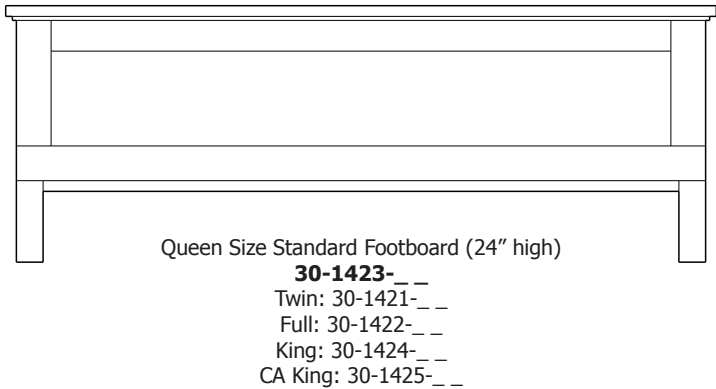 Queen Size Standard Footboard (24″ high)
30-1423-_ _
Twin: 30-1421-_ _
Full: 30-1422-_ _
King: 30-1424-_ _
CA King: 30-1425-_ _